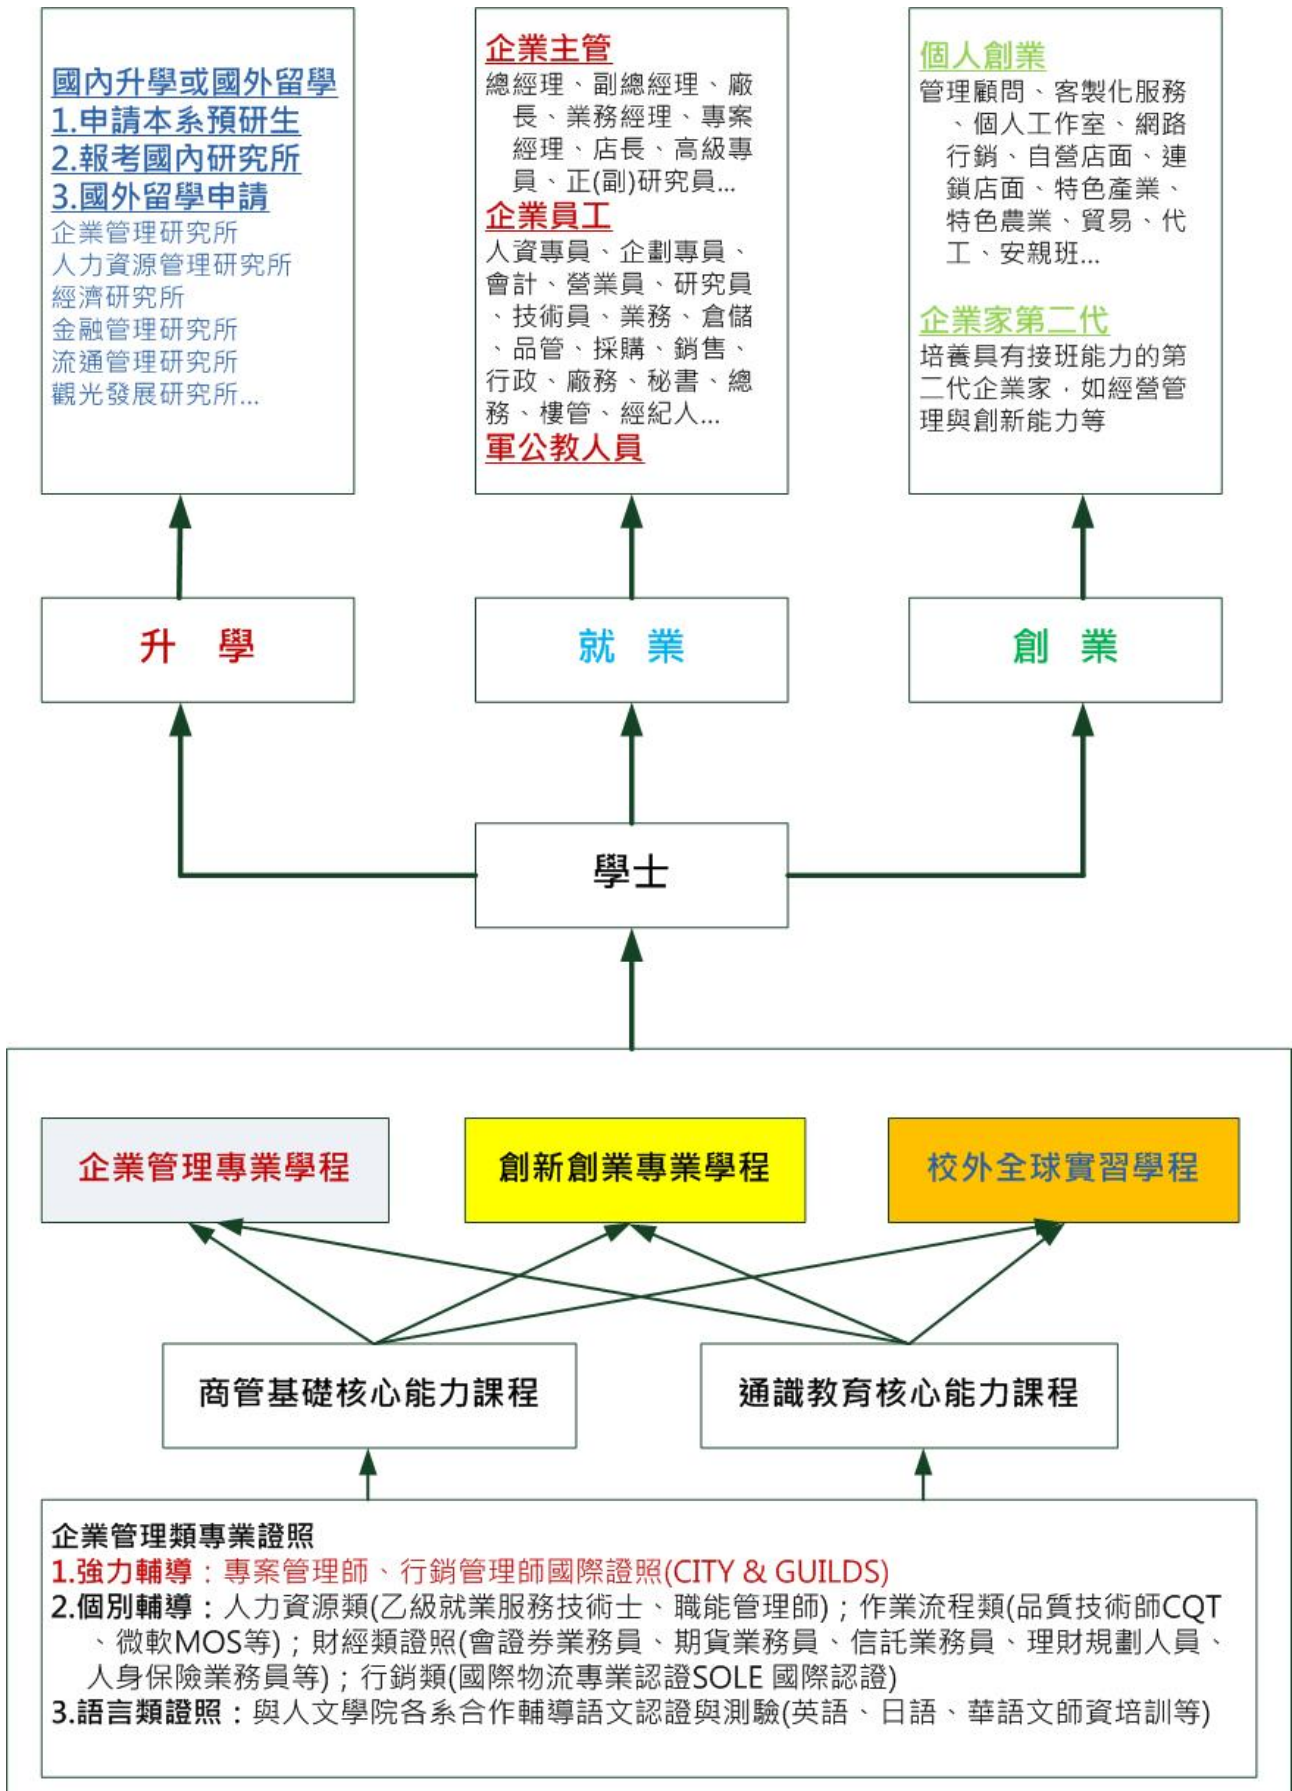 國內升學或國外留學
1.申請本系預研生
2.報考國內研究所
3.國外留學申請
企業管理研究所
人力資源管理研究所
經濟研究所
金融管理研究所
流通管理研究所
觀光發展研究所...
企業主管
總經理、副總經理、廠
長、業務經理、專案
經理、店長、高級專
員、正(副)研究員...
企業員工
人資專員、企劃專員、
會計、營業員、研究員
、技術員、業務、倉儲
、品管、採購、銷售、
行政、廠務、秘書、總
務、樓管、經紀人...
軍公教人員
個人創業
管理顧問、客製化服務
、個人工作室、網路
行銷、自營店面、連
鎖店面、特色產業、
特色農業、貿易、代
工、安親班...
企業家第二代
培養具有接班能力的第
二代企業家，如經營管
理與創新能力等
升 學
就 業
創 業
學士
企業管理專業學程
創新創業專業學程
校外全球實習學程
商管基礎核心能力課程
通識教育核心能力課程
企業管理類專業證照
1.強力輔導：專案管理師、行銷管理師國際證照(CITY & GUILDS)
2.個別輔導：人力資源類(乙級就業服務技術士、職能管理師)；作業流程類(品質技術師CQT
、微軟MOS等)；財經類證照(會證券業務員、期貨業務員、信託業務員、理財規劃人員、
人身保險業務員等)；行銷類(國際物流專業認證SOLE 國際認證)
3.語言類證照：與人文學院各系合作輔導語文認證與測驗(英語、日語、華語文師資培訓等)